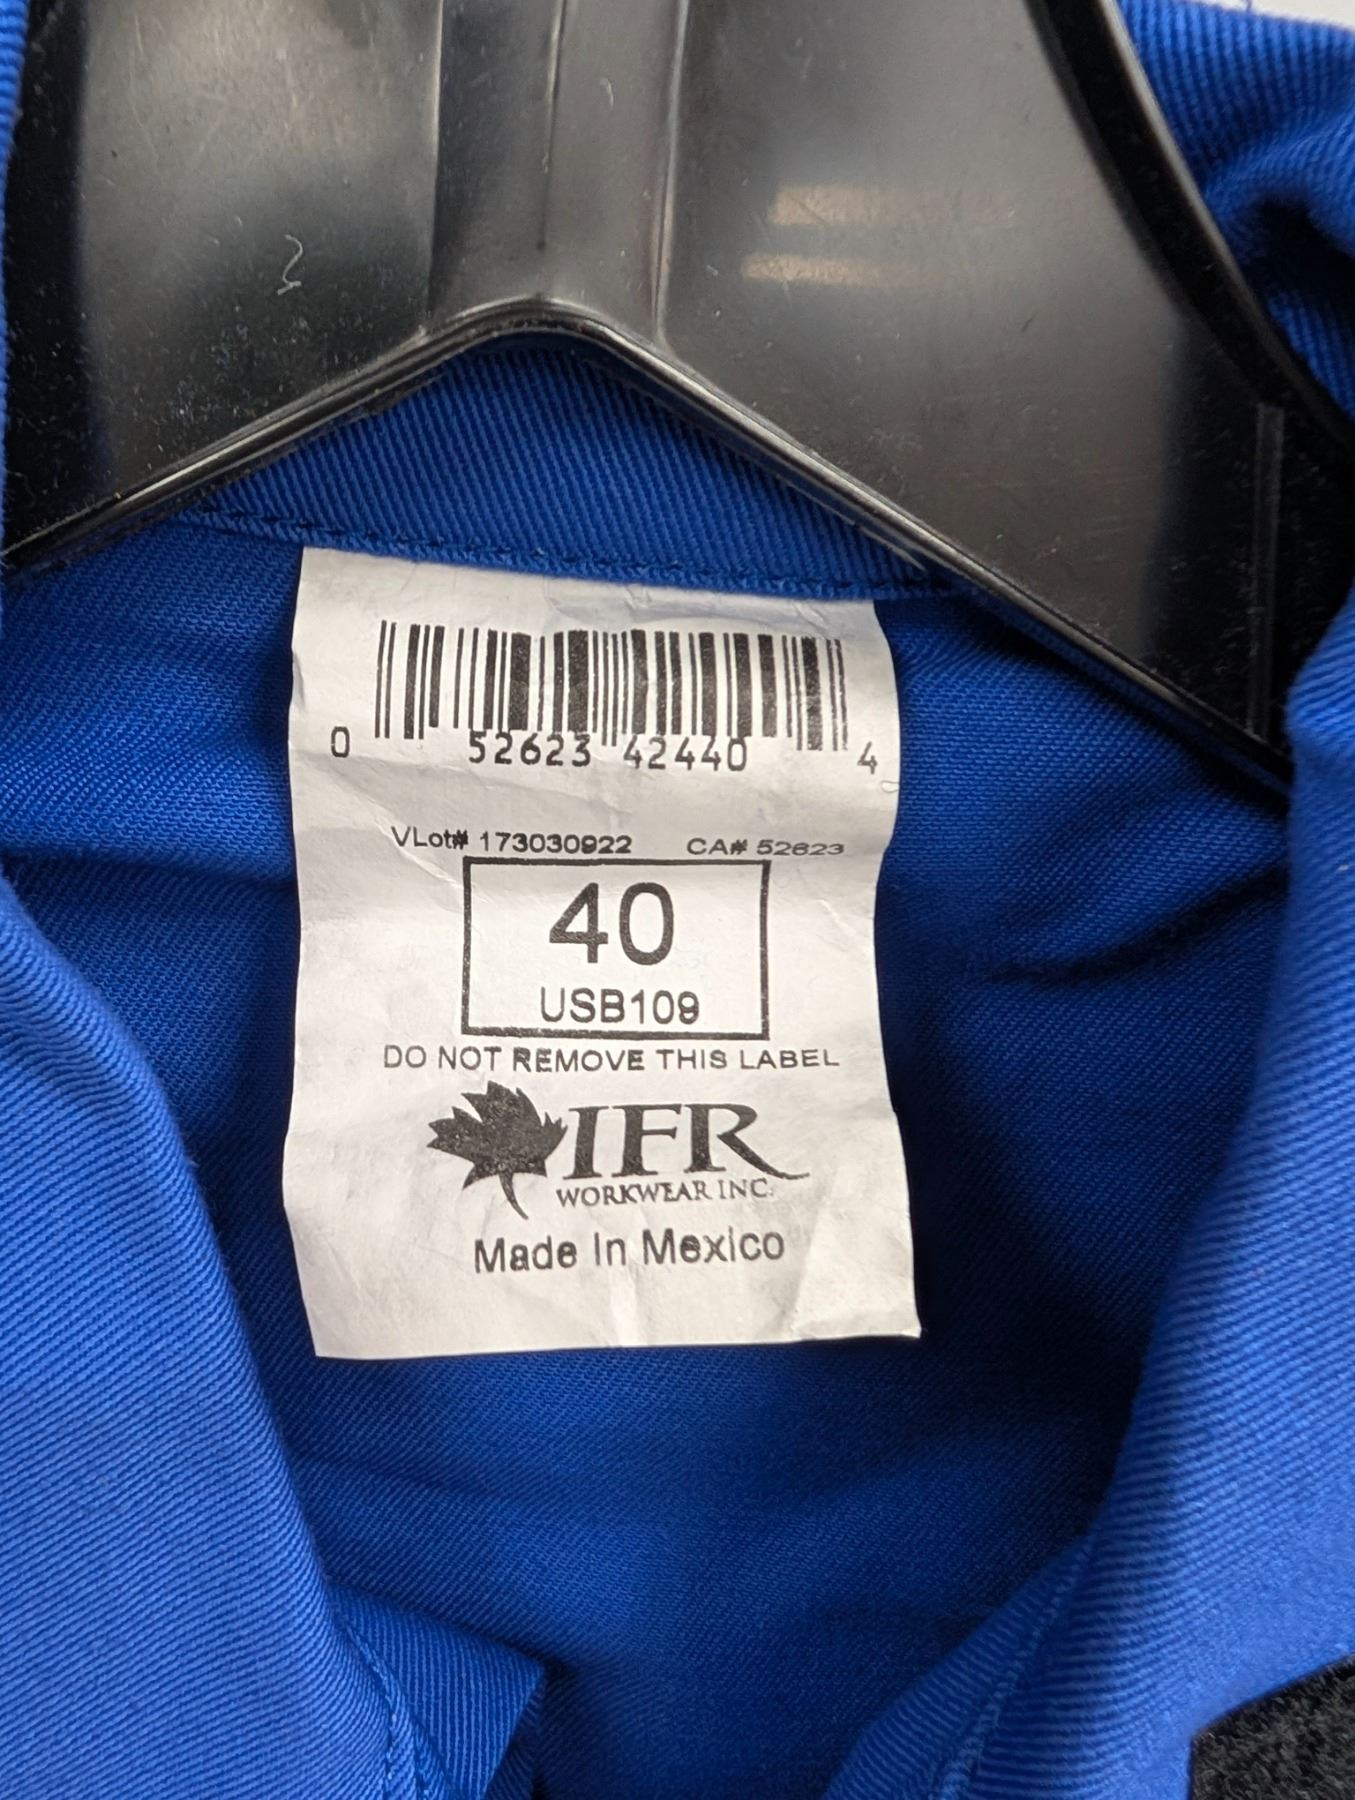 0 52623 42440 4
VLot# 173030922 CA# 52623
40
USB109
DO NOT REMOVE THIS LABEL
IFR
WORKWEAR INC.
Made In Mexico